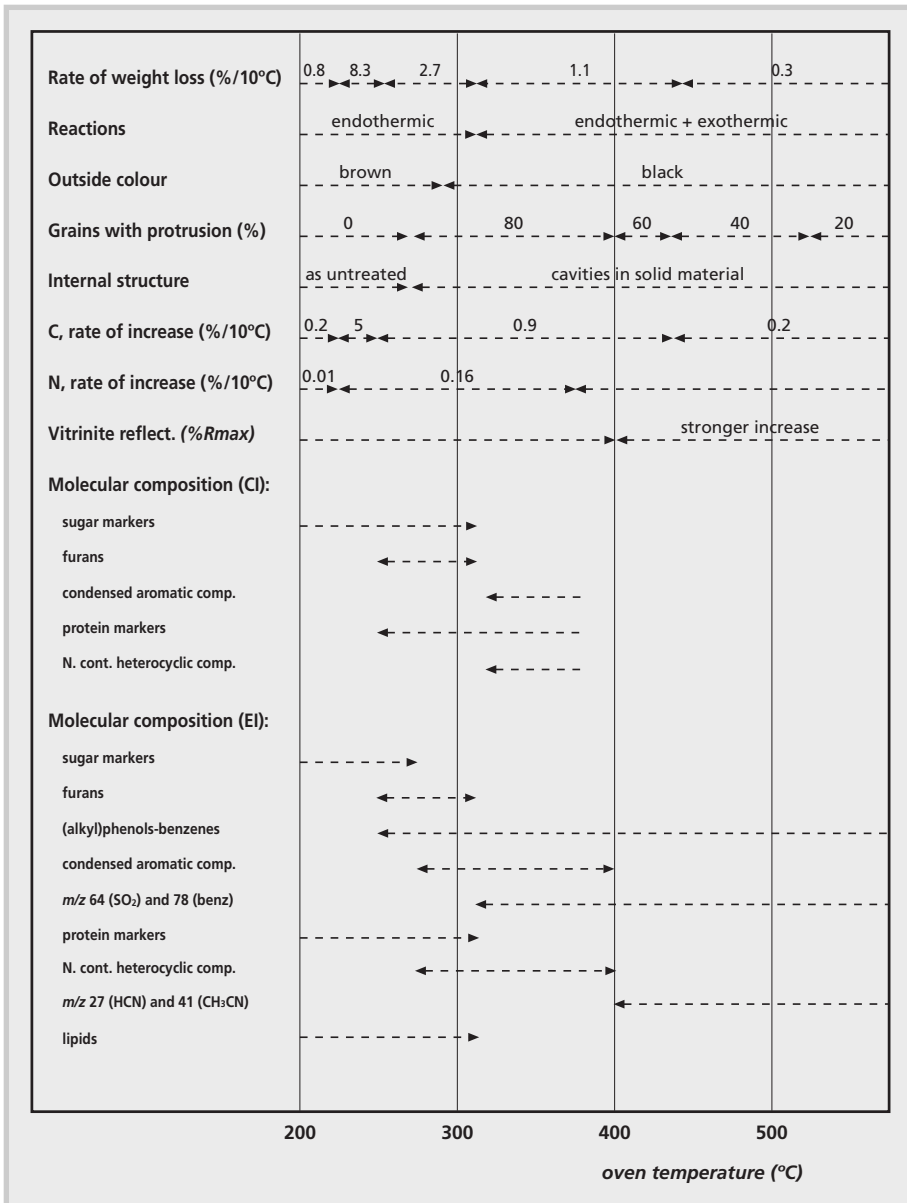 0.8 8.3 2.7 1.1 0.3
Rate of weight loss (%/10ºC)
endothermic endothermic + exothermic
Reactions
brown black
Outside colour
0 80 60 40 20
Grains with protrusion (%)
as untreated cavities in solid material
Internal structure
0.2 5 0.9 0.2
C, rate of increase (%/10ºC)
0.01 0.16
N, rate of increase (%/10ºC)
stronger increase
Vitrinite reflect. (%Rmax)
Molecular composition (CI):
sugar markers
furans
condensed aromatic comp.
protein markers
N. cont. heterocyclic comp.
Molecular composition (EI):
sugar markers
furans
(alkyl)phenols-benzenes
condensed aromatic comp.
m/z 64 (SO₂) and 78 (benz)
protein markers
N. cont. heterocyclic comp.
m/z 27 (HCN) and 41 (CH₃CN)
lipids
200 300 400 500
oven temperature (ºC)